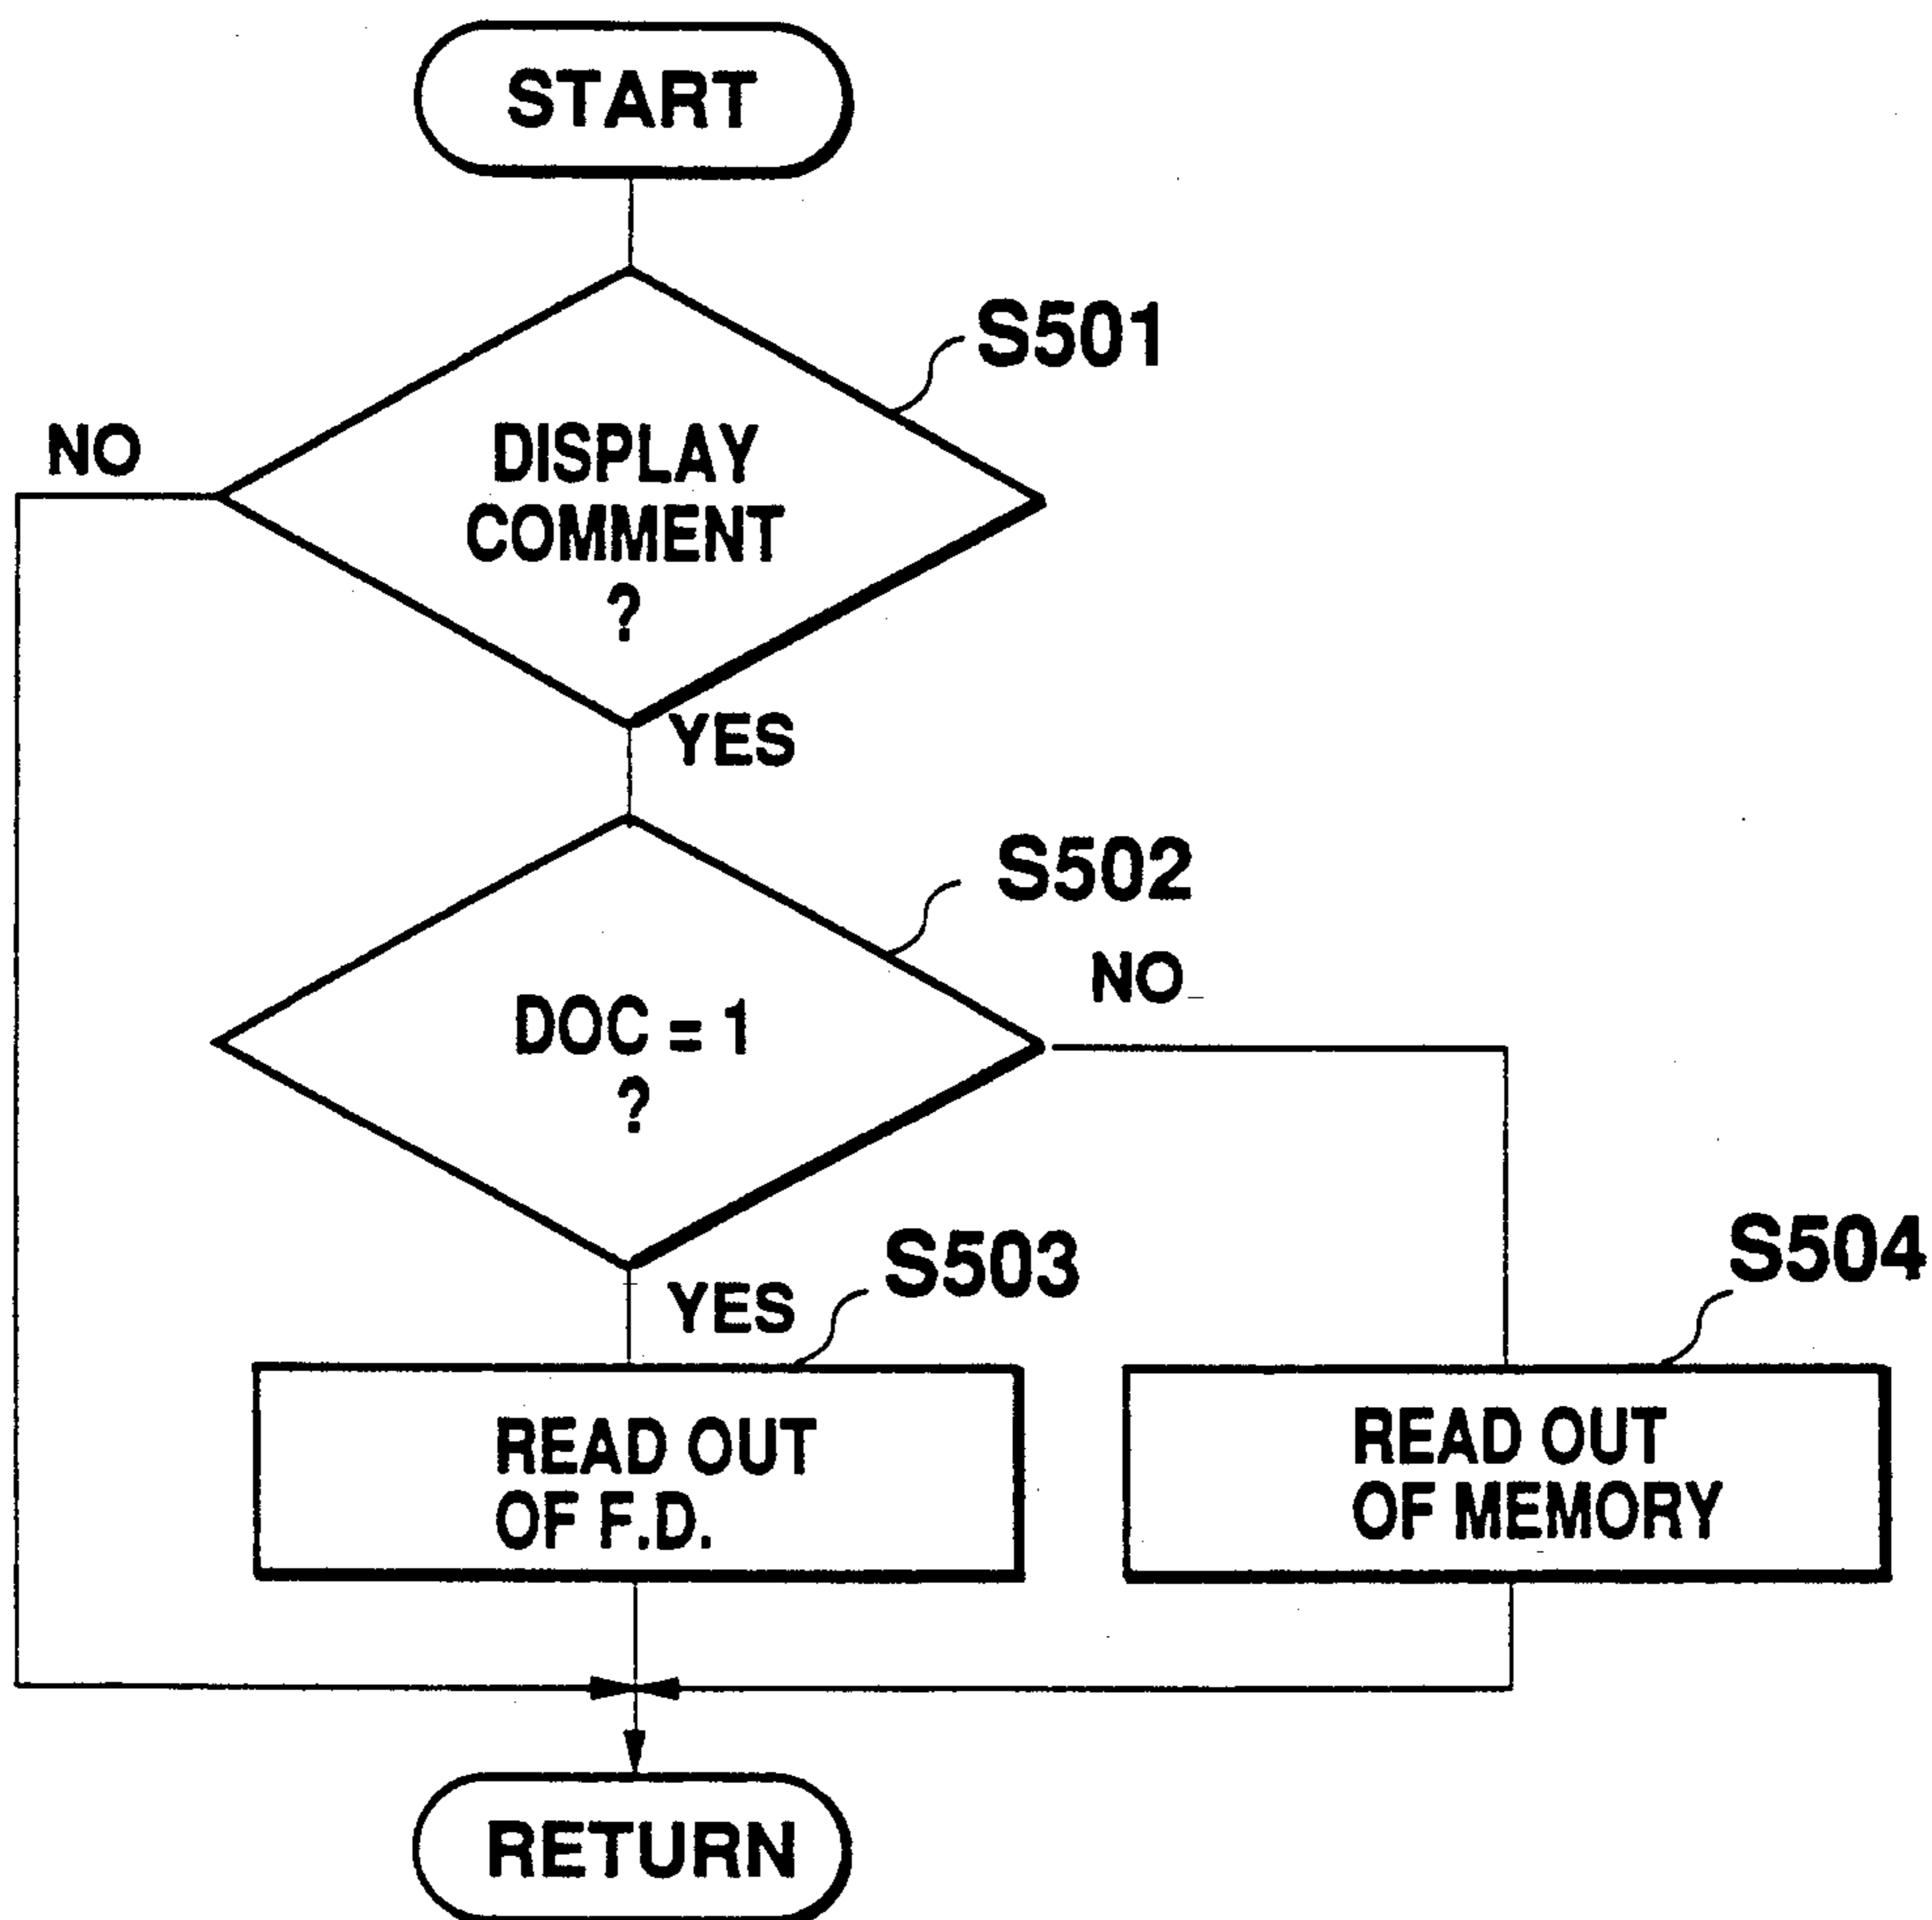 START
S501
NO
DISPLAY
COMMENT
?
YES
S502
NO
DOC = 1
?
YES
S503
S504
READ OUT
OF F.D.
READ OUT
OF MEMORY
RETURN